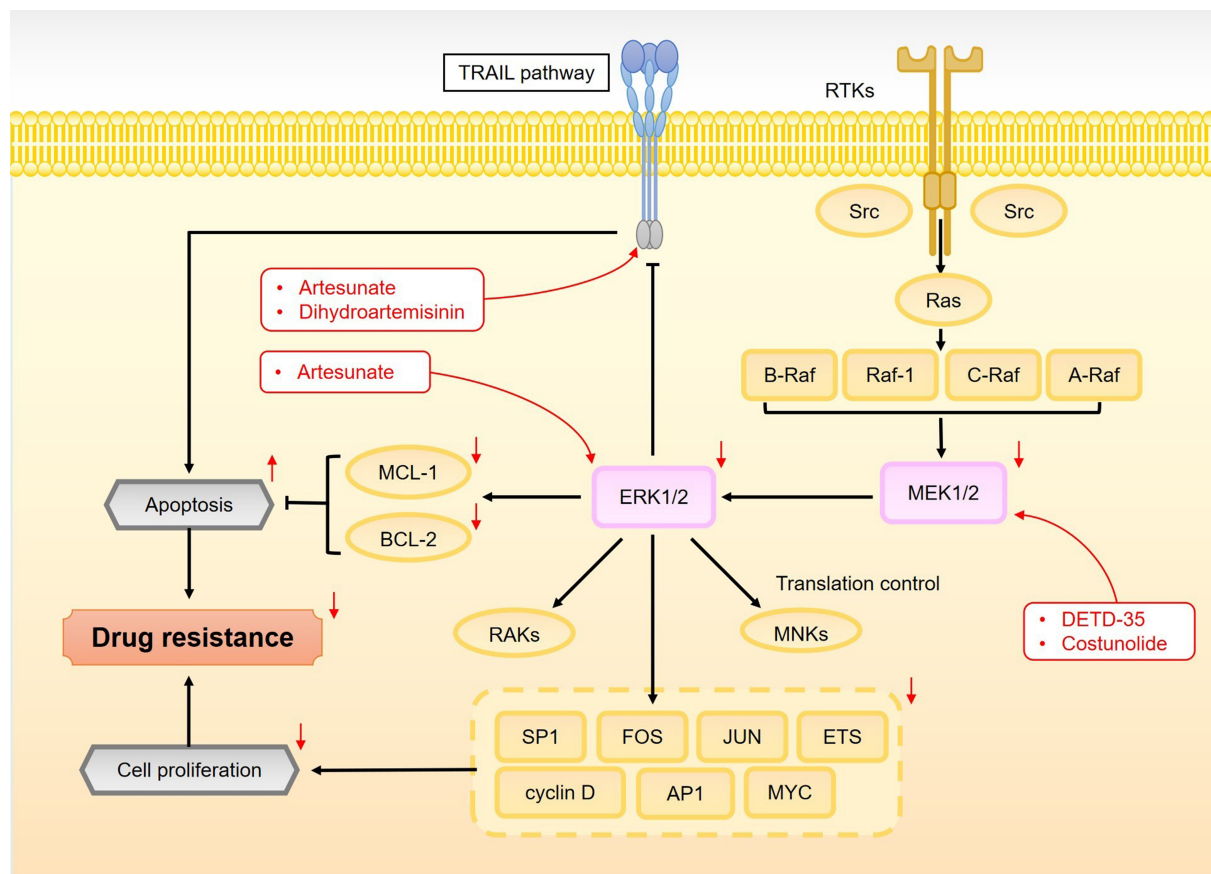 TRAIL pathway
RTKs
Src
Src
Ras
• Artesunate
• Dihydroartemisinin
• Artesunate
B-Raf
Raf-1
C-Raf
A-Raf
MCL-1
BCL-2
ERK1/2
MEK1/2
Apoptosis
Translation control
RAKs
MNKs
• DETD-35
• Costunolide
Drug resistance
SP1
FOS
JUN
ETS
cyclin D
AP1
MYC
Cell proliferation